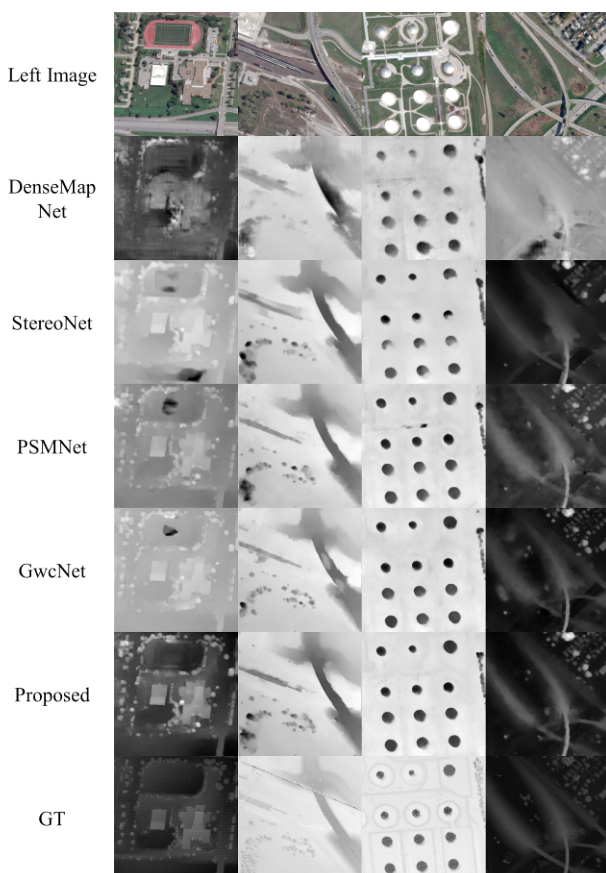 Left Image
DenseMap
Net
StereoNet
PSMNet
GwcNet
Proposed
GT